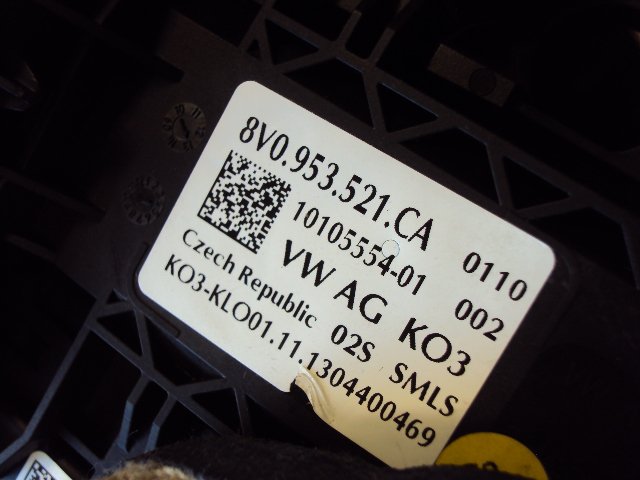 8V0.953.521.CA 0110
10105554-01 002
VW AG KO3
Czech Republic 02S SMLS
KO3-KLO01.11.1304400469